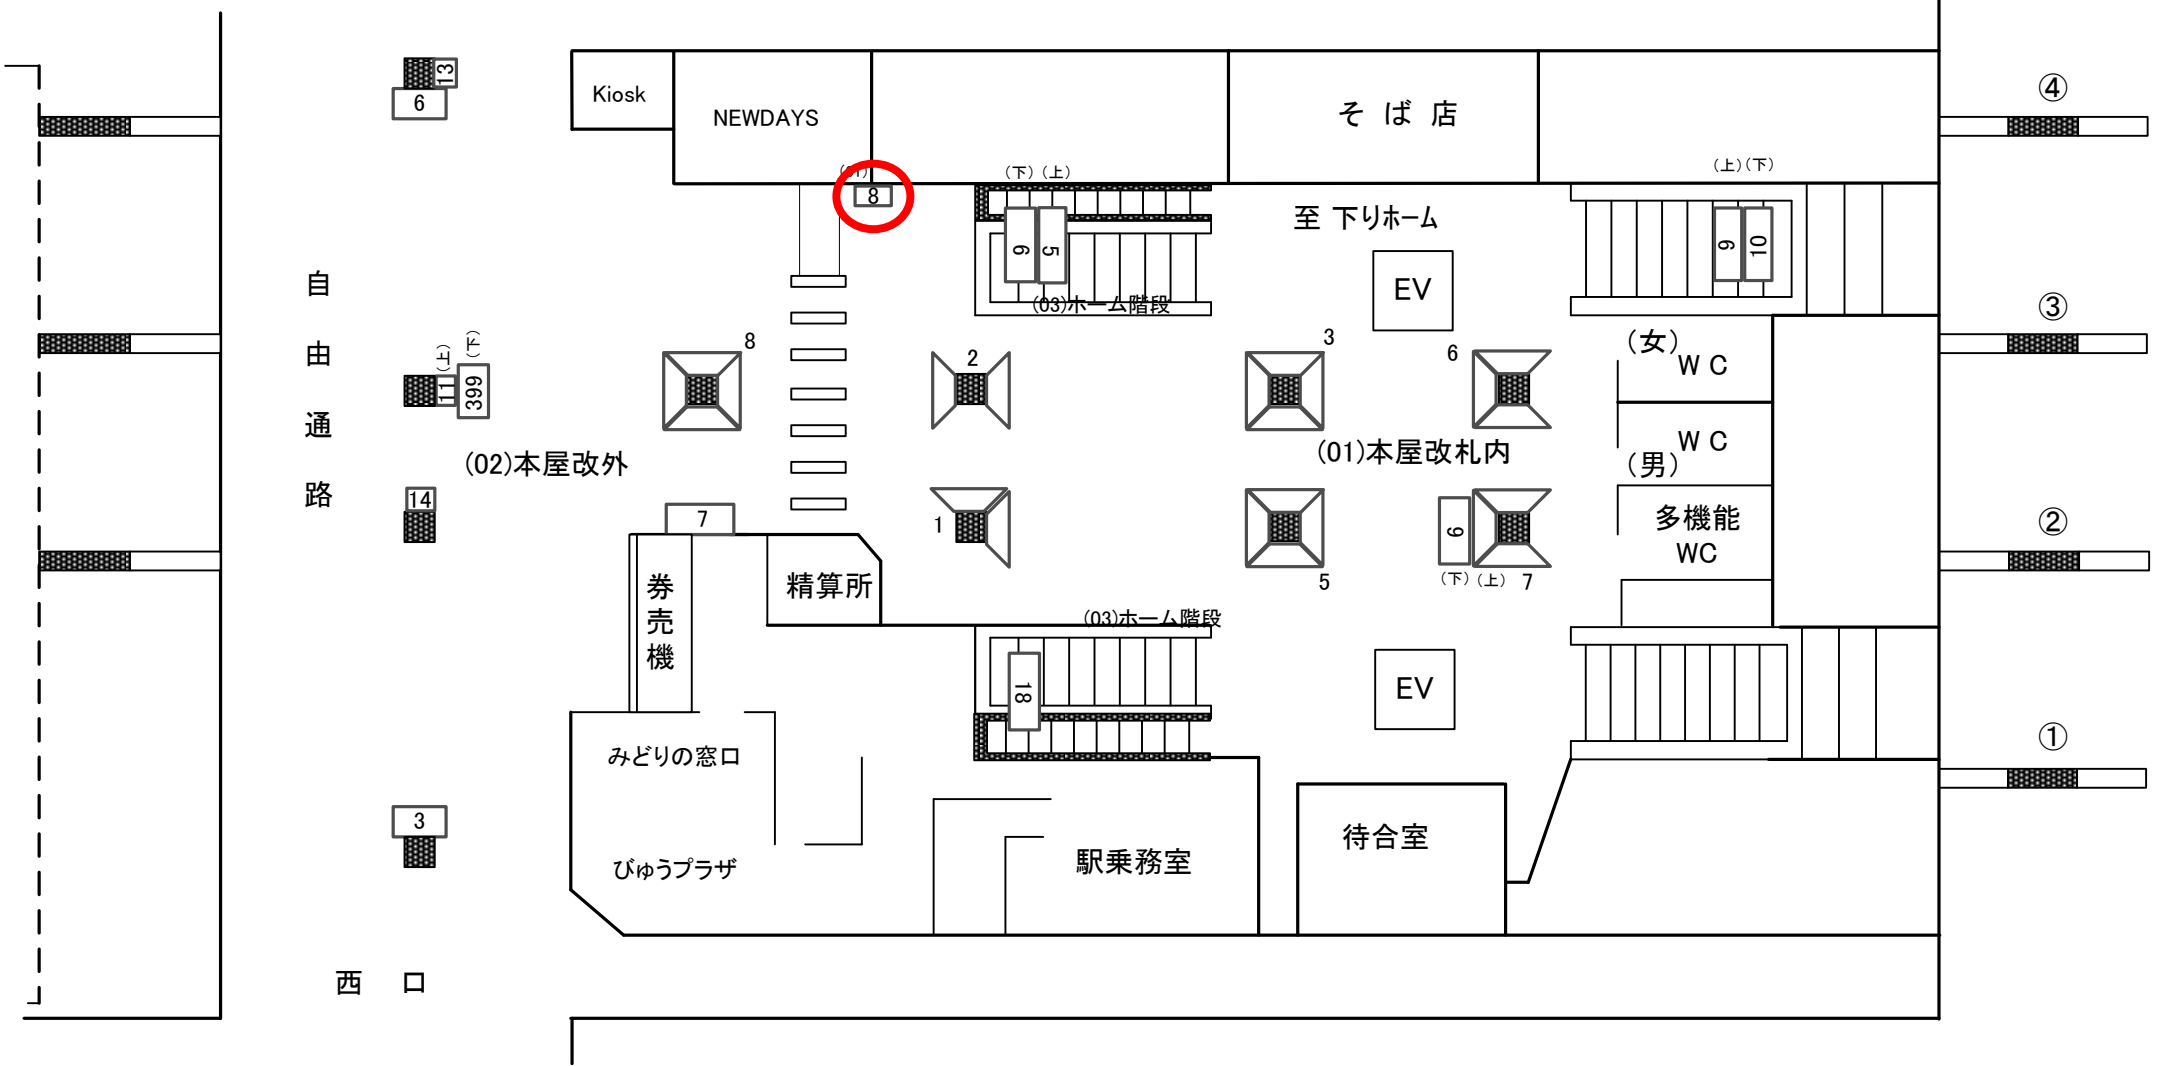 13
6
Kiosk
NEWDAYS
そ ば 店
④
(01)
8
(下)(上)
(上)(下)
6
5
至 下りホーム
9
10
EV
(03)ホーム階段
③
自由通路
(上)
(下)
11
399
8
2
3
6
(女)
W C
(02)本屋改外
(01)本屋改札内
W C
(男)
14
7
1
5
9
(下)(上)
7
多機能
WC
②
券売機
精算所
(03)ホーム階段
18
EV
①
みどりの窓口
3
びゅうプラザ
駅乗務室
待合室
西 口